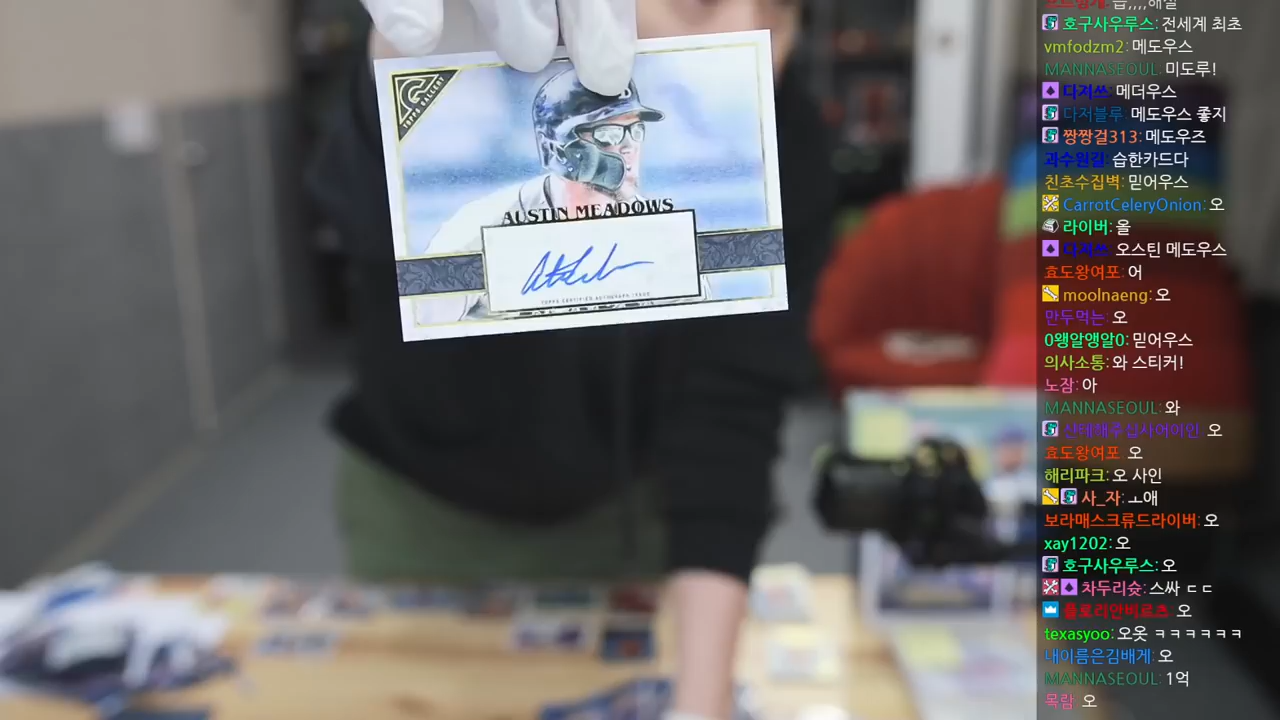 TOPPS GALLERY
AUSTIN MEADOWS
TOPPS CERTIFIED AUTOGRAPH ISSUE
호구사우루스: 전세계 최초
vmfodzm2: 메도우스
MANNASEOUL: 미도루!
다저쓰: 메더우스
다저블루: 메도우스 좋지
짱짱걸313: 메도우즈
과수원길: 습한카드다
친초수집벽: 믿어우스
CarrotCeleryOnion: 오
라이버: 올
다저쓰: 오스틴 메도우스
효도왕여포: 어
moolnaeng: 오
만두먹는: 오
0왱알앵알0: 믿어우스
의사소통: 와 스티커!
노잠: 아
MANNASEOUL: 와
오
효도왕여포: 오
해리파크: 오 사인
사_자: ㅗ애
보라매스크류드라이버: 오
xay1202: 오
호구사우루스: 오
차두리슛: 스싸 ㄷㄷ
플로리안비르츠: 오
texasyoo: 오옷 ㅋㅋㅋㅋㅋㅋ
내이름은김배게: 오
MANNASEOUL: 1억
목람: 오